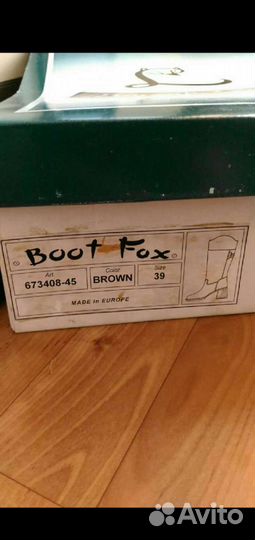 Boot Fox
Art. Color Size
673408-45 BROWN 39
MADE IN EUROPE
Avito